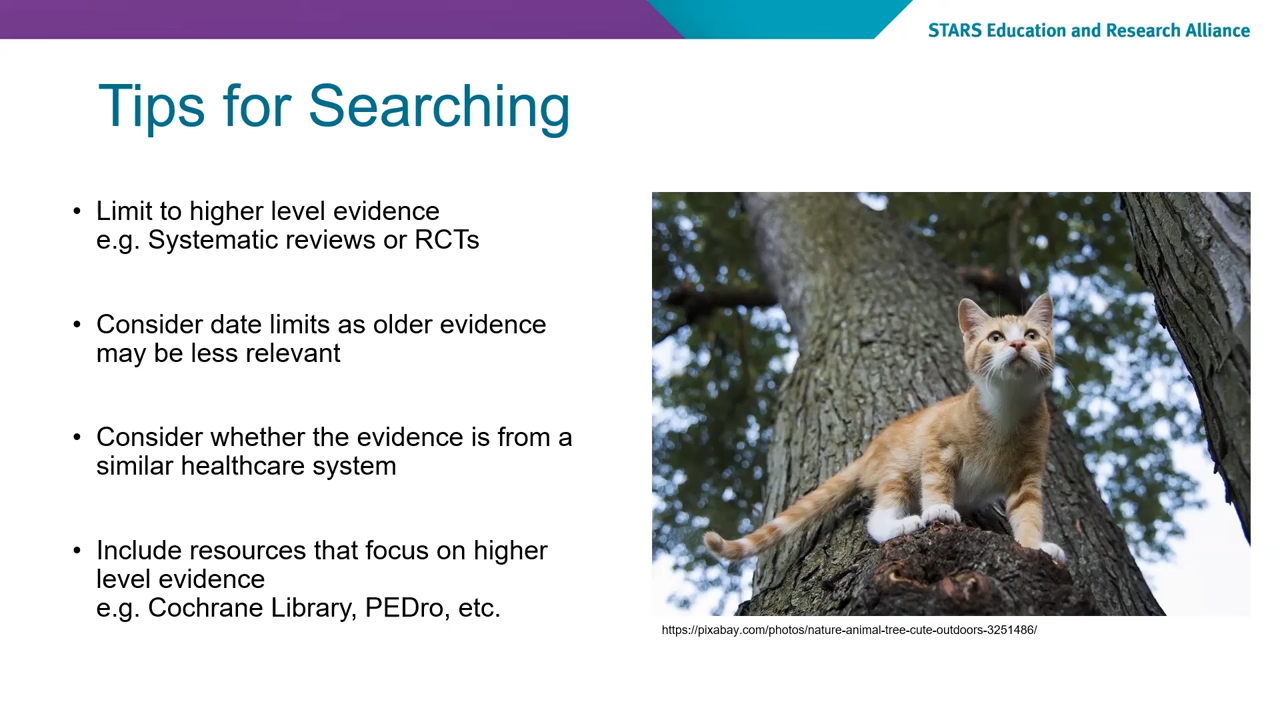 STARS Education and Research Alliance
Tips for Searching
• Limit to higher level evidence
e.g. Systematic reviews or RCTs
• Consider date limits as older evidence
may be less relevant
• Consider whether the evidence is from a
similar healthcare system
• Include resources that focus on higher
level evidence
e.g. Cochrane Library, PEDro, etc.
https://pixabay.com/photos/nature-animal-tree-cute-outdoors-3251486/